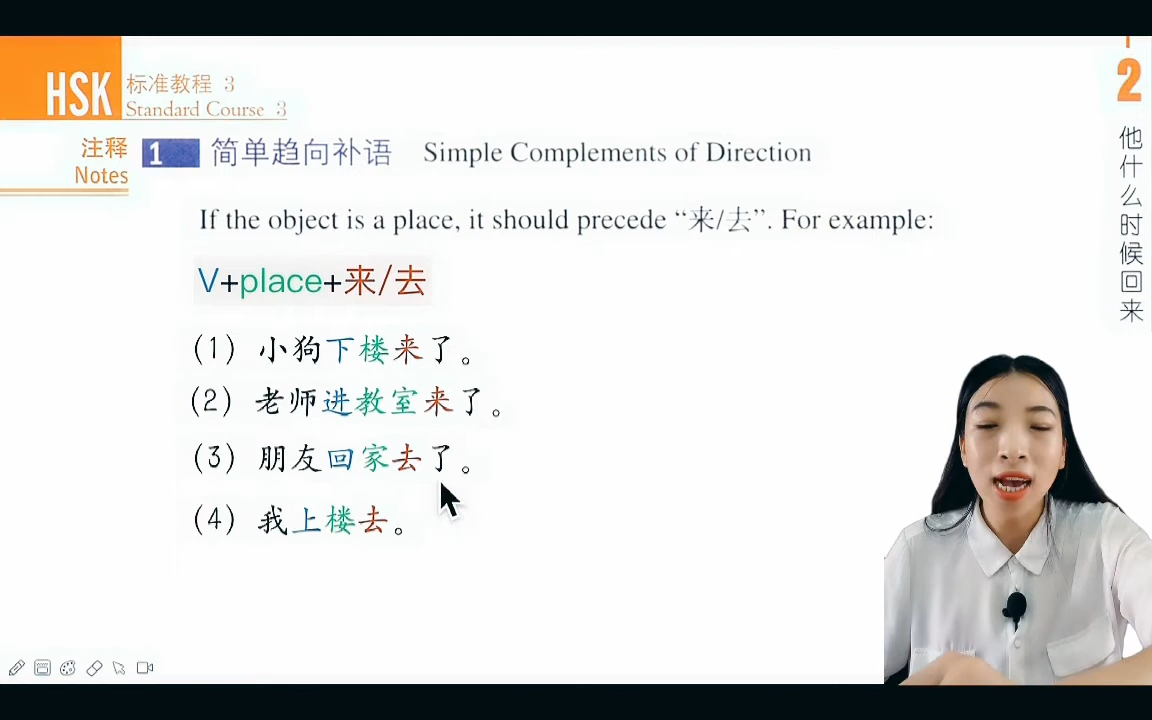 HSK 标准教程 3
Standard Course 3
注释
Notes
1 简单趋向补语 Simple Complements of Direction
If the object is a place, it should precede “来/去”. For example:
V+place+来/去
(1) 小狗下楼来了。
(2) 老师进教室来了。
(3) 朋友回家去了。
(4) 我上楼去。
2
他什么时候回来